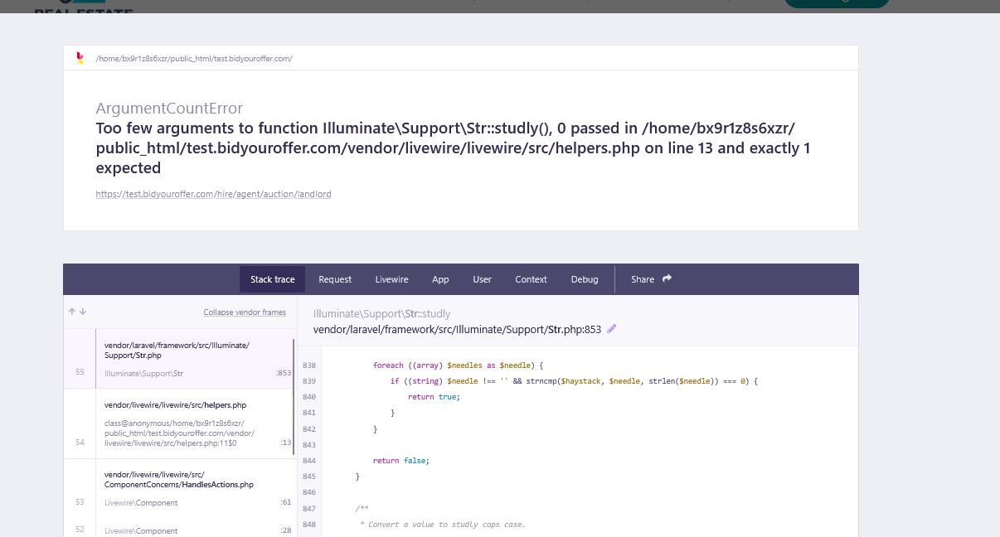 REAL ESTATE
/home/bx9r1z8s6xzr/public_html/test.bidyouroffer.com/
ArgumentCountError
Too few arguments to function Illuminate\Support\Str::studly(), 0 passed in /home/bx9r1z8s6xzr/
public_html/test.bidyouroffer.com/vendor/livewire/livewire/src/helpers.php on line 13 and exactly 1
expected
https://test.bidyouroffer.com/hire/agent/auction/landlord
Stack trace Request Livewire App User Context Debug Share
Collapse vendor frames
vendor/laravel/framework/src/Illuminate/
Support/Str.php
55 Illuminate\Support\Str :853
vendor/livewire/livewire/src/helpers.php
class@anonymous/home/bx9r1z8s6xzr/
public_html/test.bidyouroffer.com/vendor/
54 livewire/livewire/src/helpers.php:11$0 :13
vendor/livewire/livewire/src/
ComponentConcerns/HandlesActions.php
53 Livewire\Component :61
52 Livewire\Component :28
Illuminate\Support\Str::studly
vendor/laravel/framework/src/Illuminate/Support/Str.php:853
838 foreach ((array) $needles as $needle) {
839 if ((string) $needle !== '' && strncmp($haystack, $needle, strlen($needle)) === 0) {
840 return true;
841 }
842 }
843
844 return false;
845 }
846
847 /**
848 * Convert a value to studly caps case.